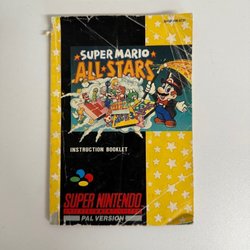 SUPER MARIO
ALL-STARS
INSTRUCTION BOOKLET
SUPER NINTENDO
ENTERTAINMENT SYSTEM
PAL VERSION